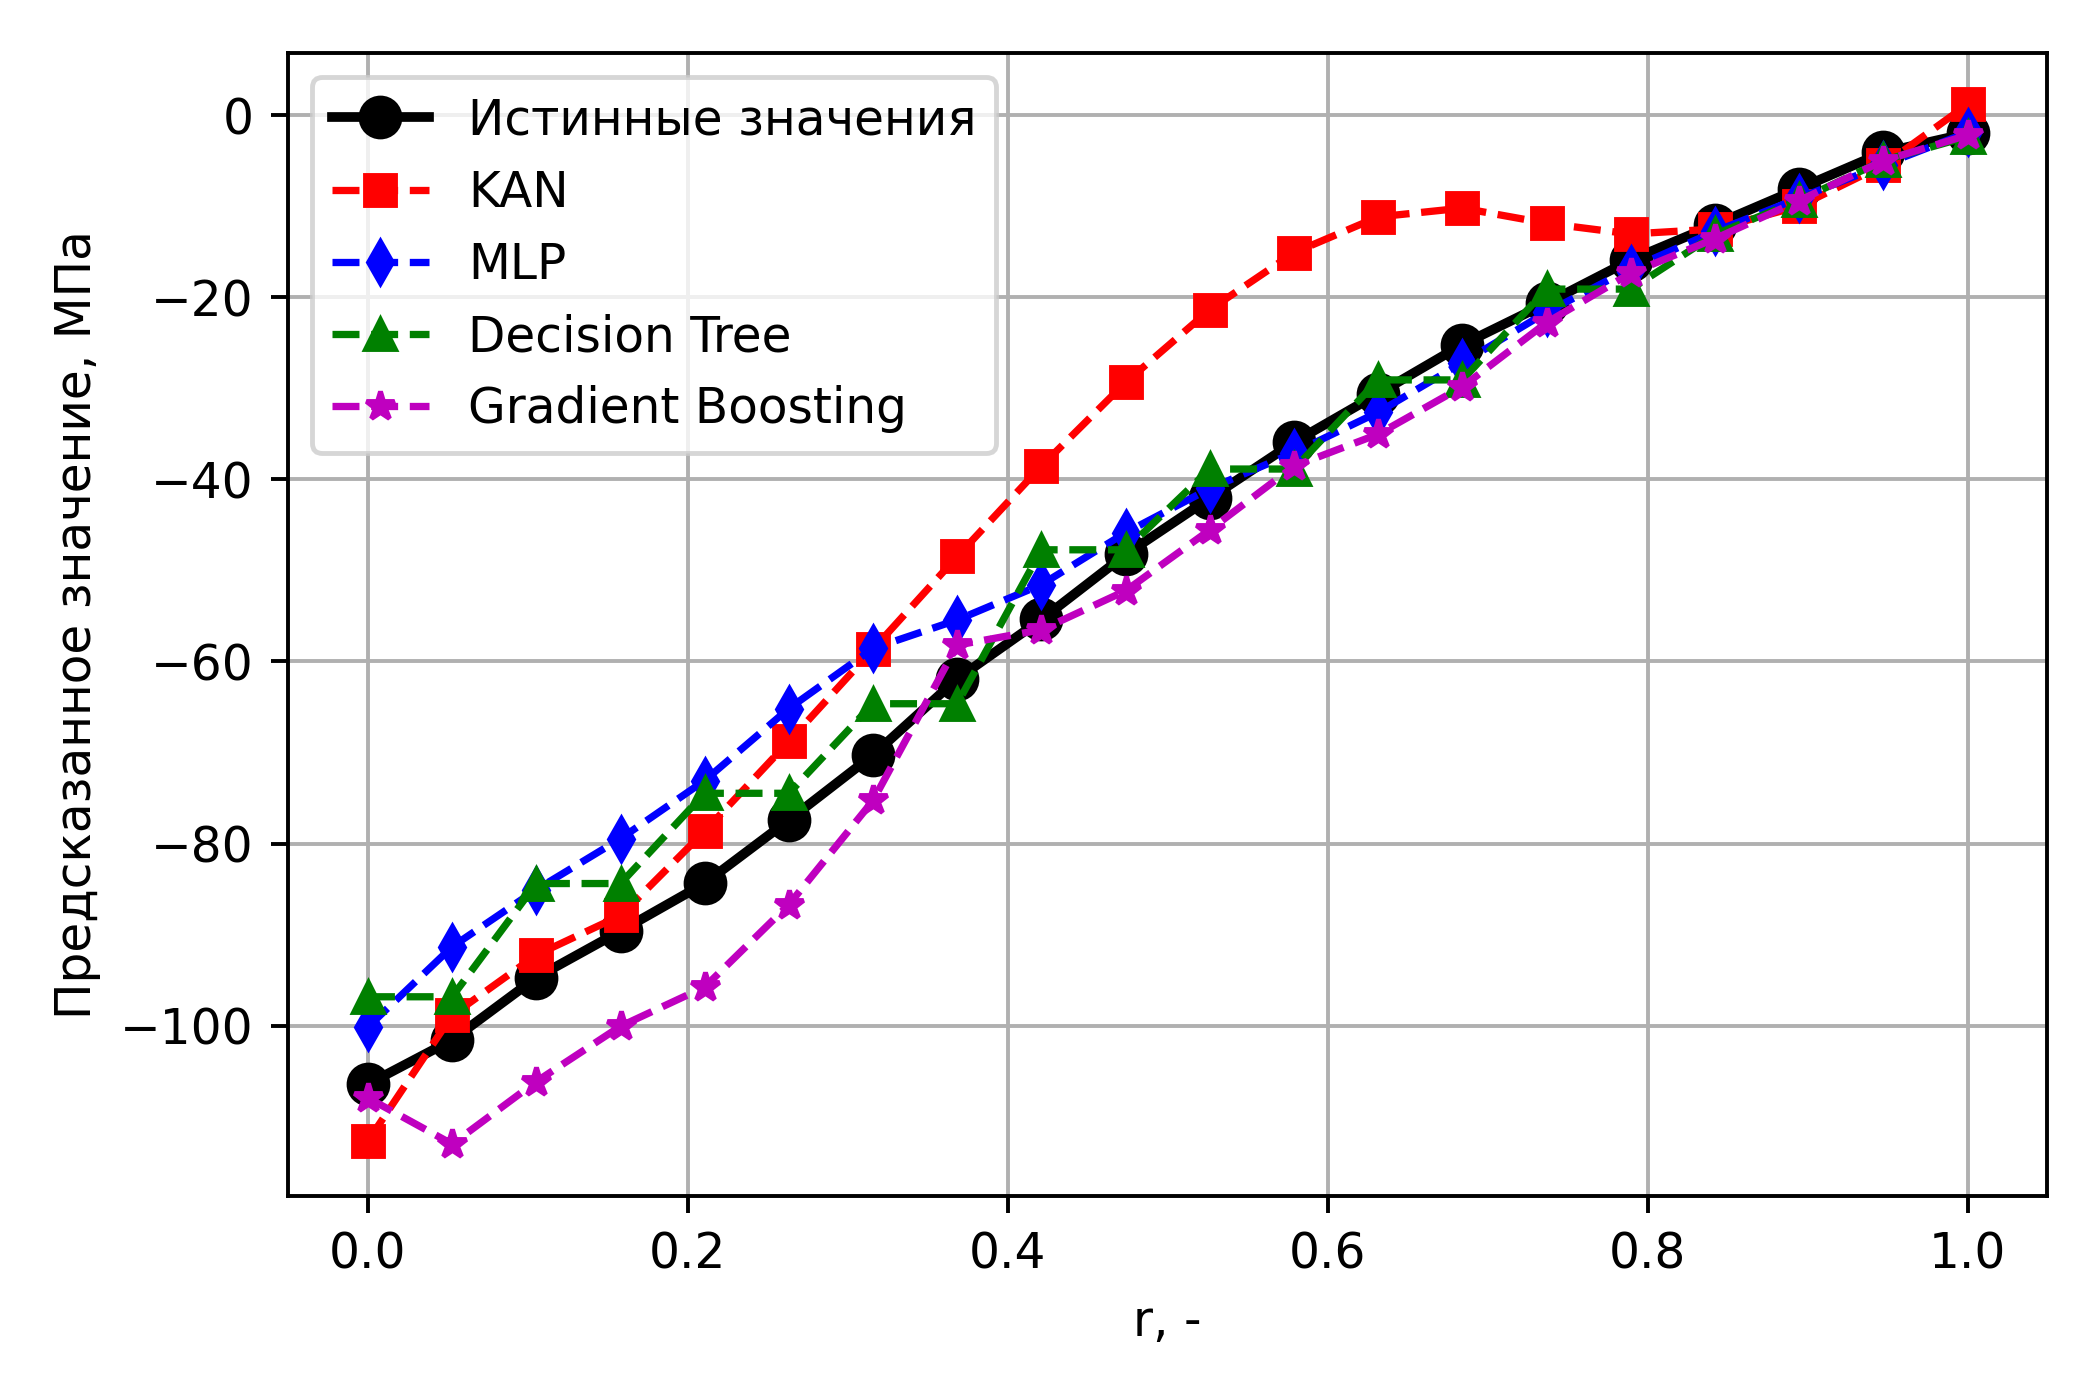 Истинные значения
KAN
MLP
Decision Tree
Gradient Boosting
Предсказанное значение, МПа
0
−20
−40
−60
−80
−100
0.0 0.2 0.4 0.6 0.8 1.0
r, -